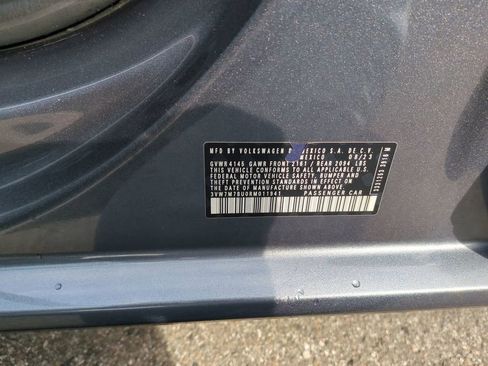 MFD BY VOLKSWAGEN DE MEXICO S.A. DE C.V.
MEXICO 08/23
GVWR 4145 GAWR FRONT 2161 / REAR 2094 LBS
THIS VEHICLE CONFORMS TO ALL APPLICABLE U.S.
FEDERAL MOTOR VEHICLE SAFETY, BUMPER AND
THEFT PREVENTION STANDARDS IN EFFECT ON
THE DATE OF MANUFACTURE SHOWN ABOVE
3VW7M7BU0RM011941 PASSENGER CAR